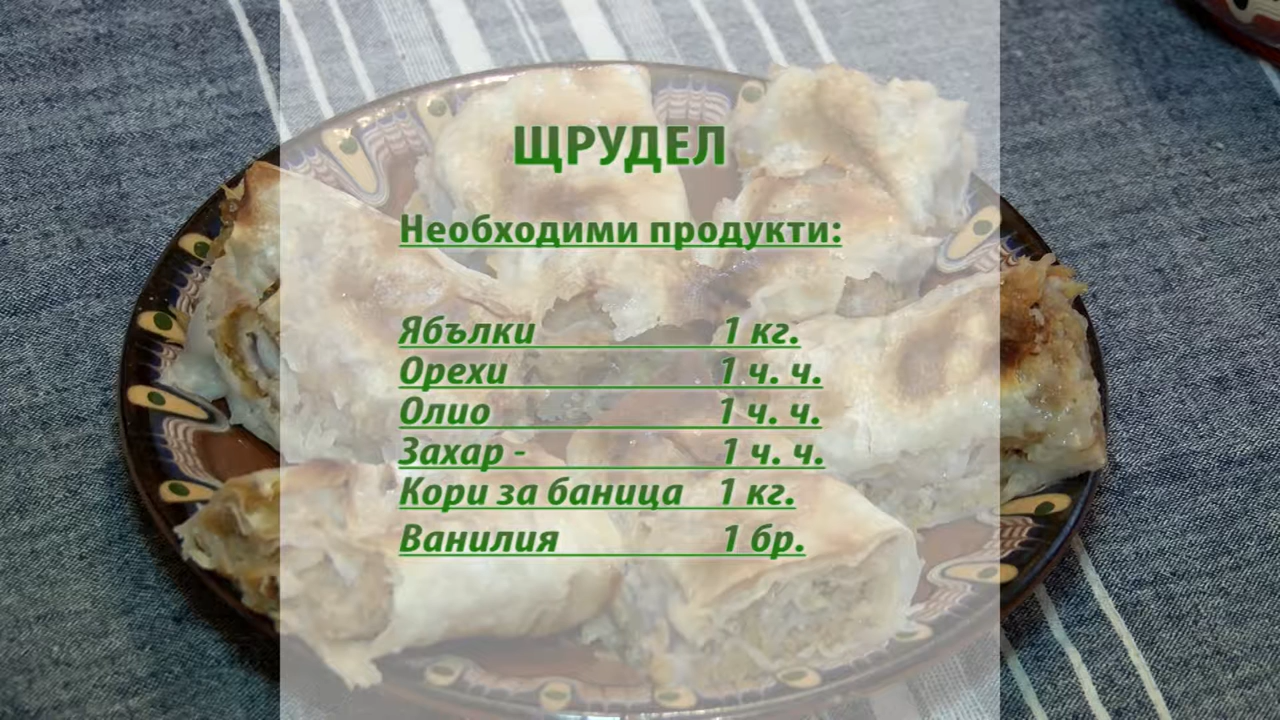 ЩРУДЕЛ
Необходими продукти:
Ябълки 1 кг.
Орехи 1 ч. ч.
Олио 1 ч. ч.
Захар - 1 ч. ч.
Кори за баница 1 кг.
Ванилия 1 бр.